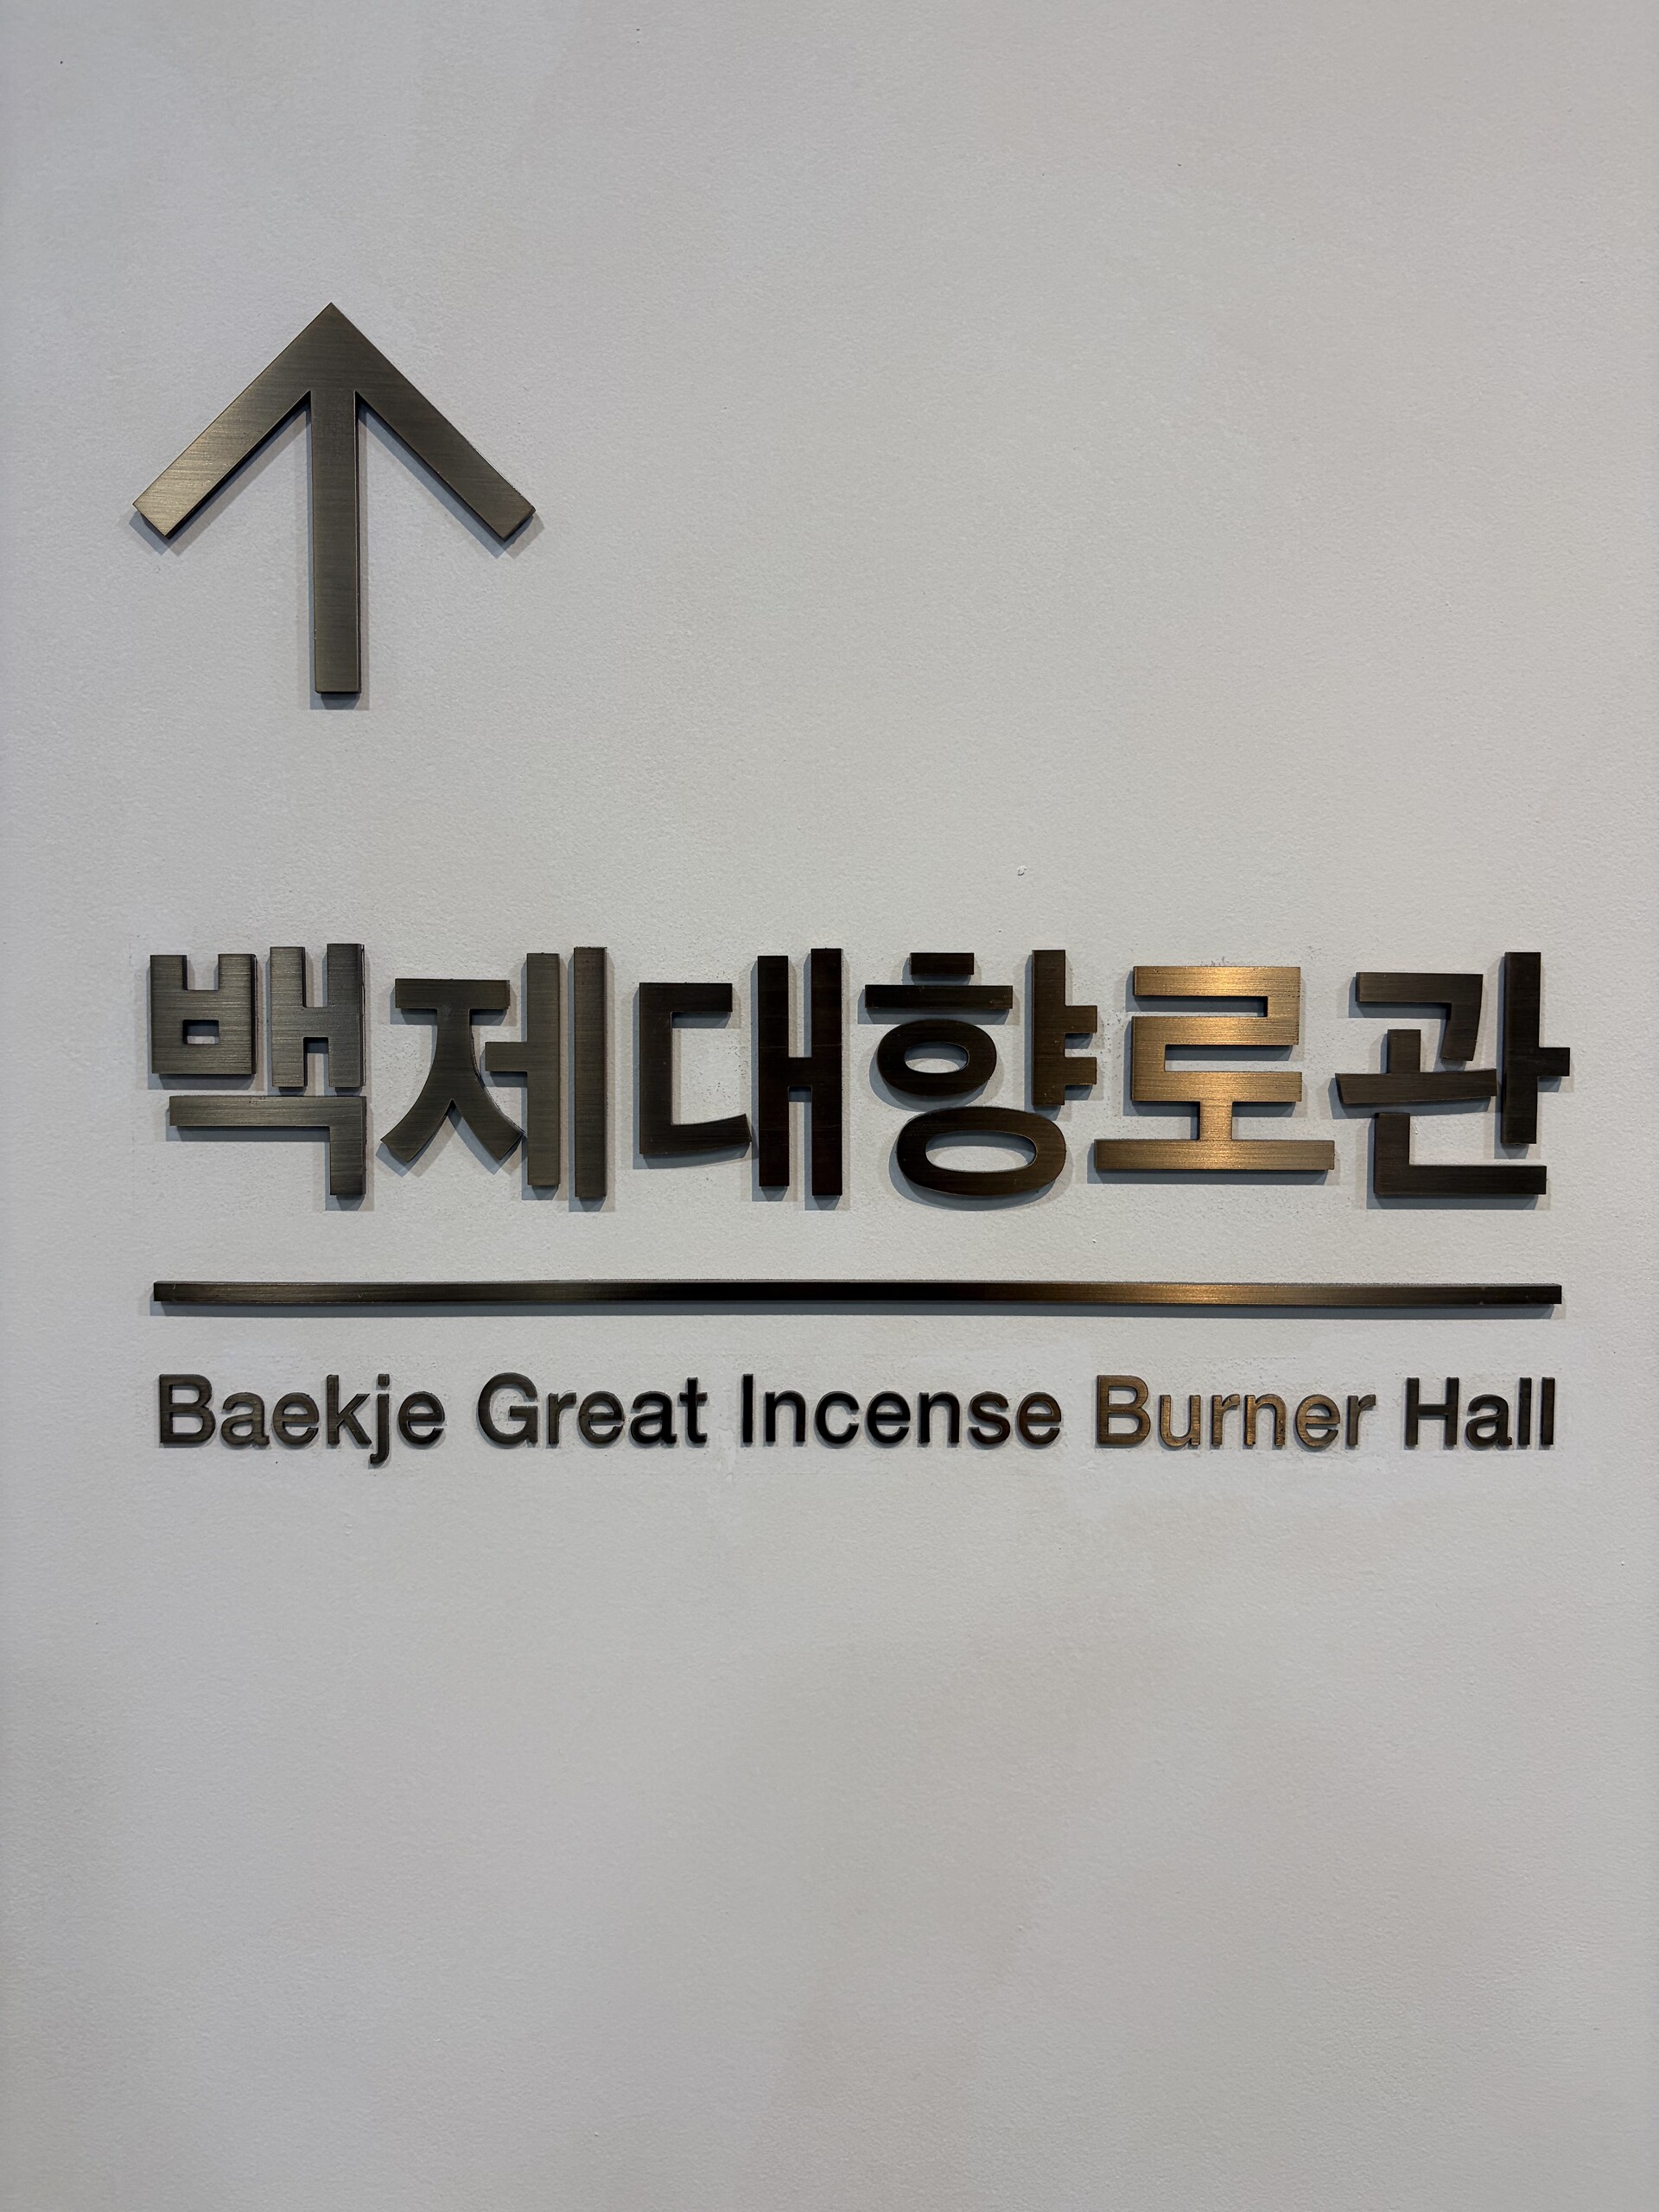 백제대향로관
Baekje Great Incense Burner Hall